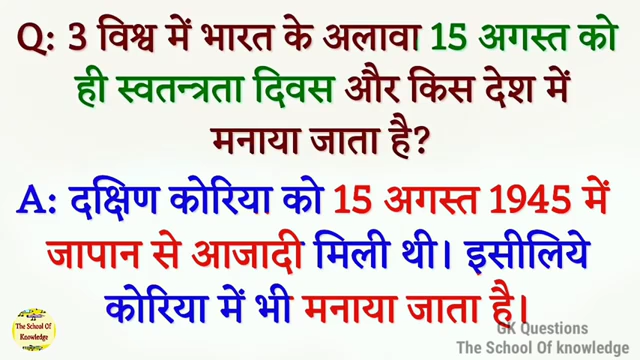 Q: 3 विश्व में भारत के अलावा 15 अगस्त को
ही स्वतन्त्रता दिवस और किस देश में
मनाया जाता है?
A: दक्षिण कोरिया को 15 अगस्त 1945 में
जापान से आजादी मिली थी। इसीलिये
कोरिया में भी मनाया जाता है।
The School Of
Knowledge
GK Questions
The School Of knowledge